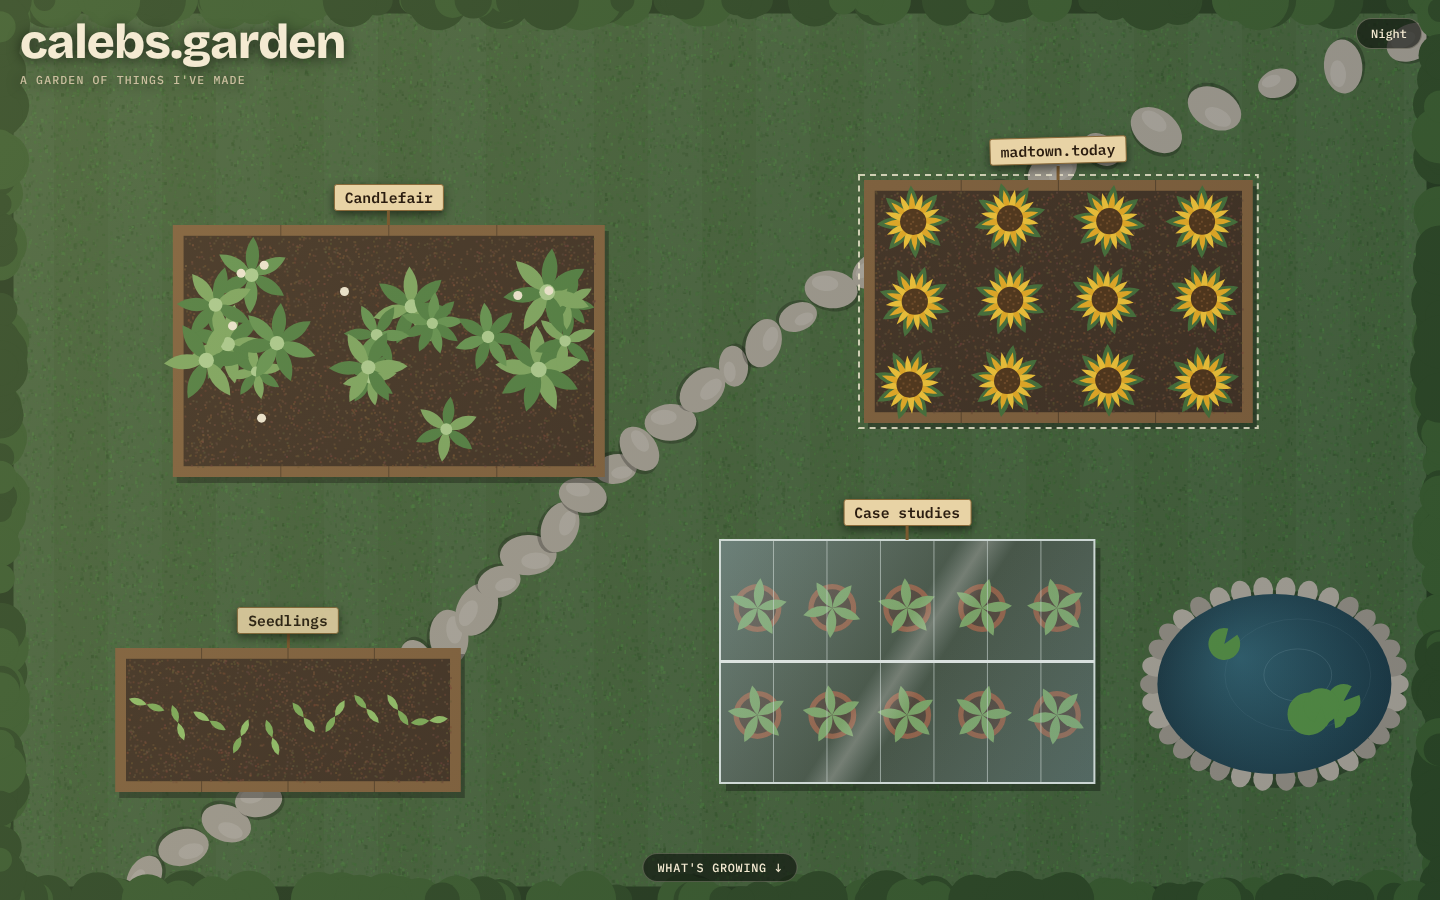 calebs.garden
A GARDEN OF THINGS I'VE MADE
Night
madtown.today
Candlefair
Case studies
Seedlings
WHAT'S GROWING ↓